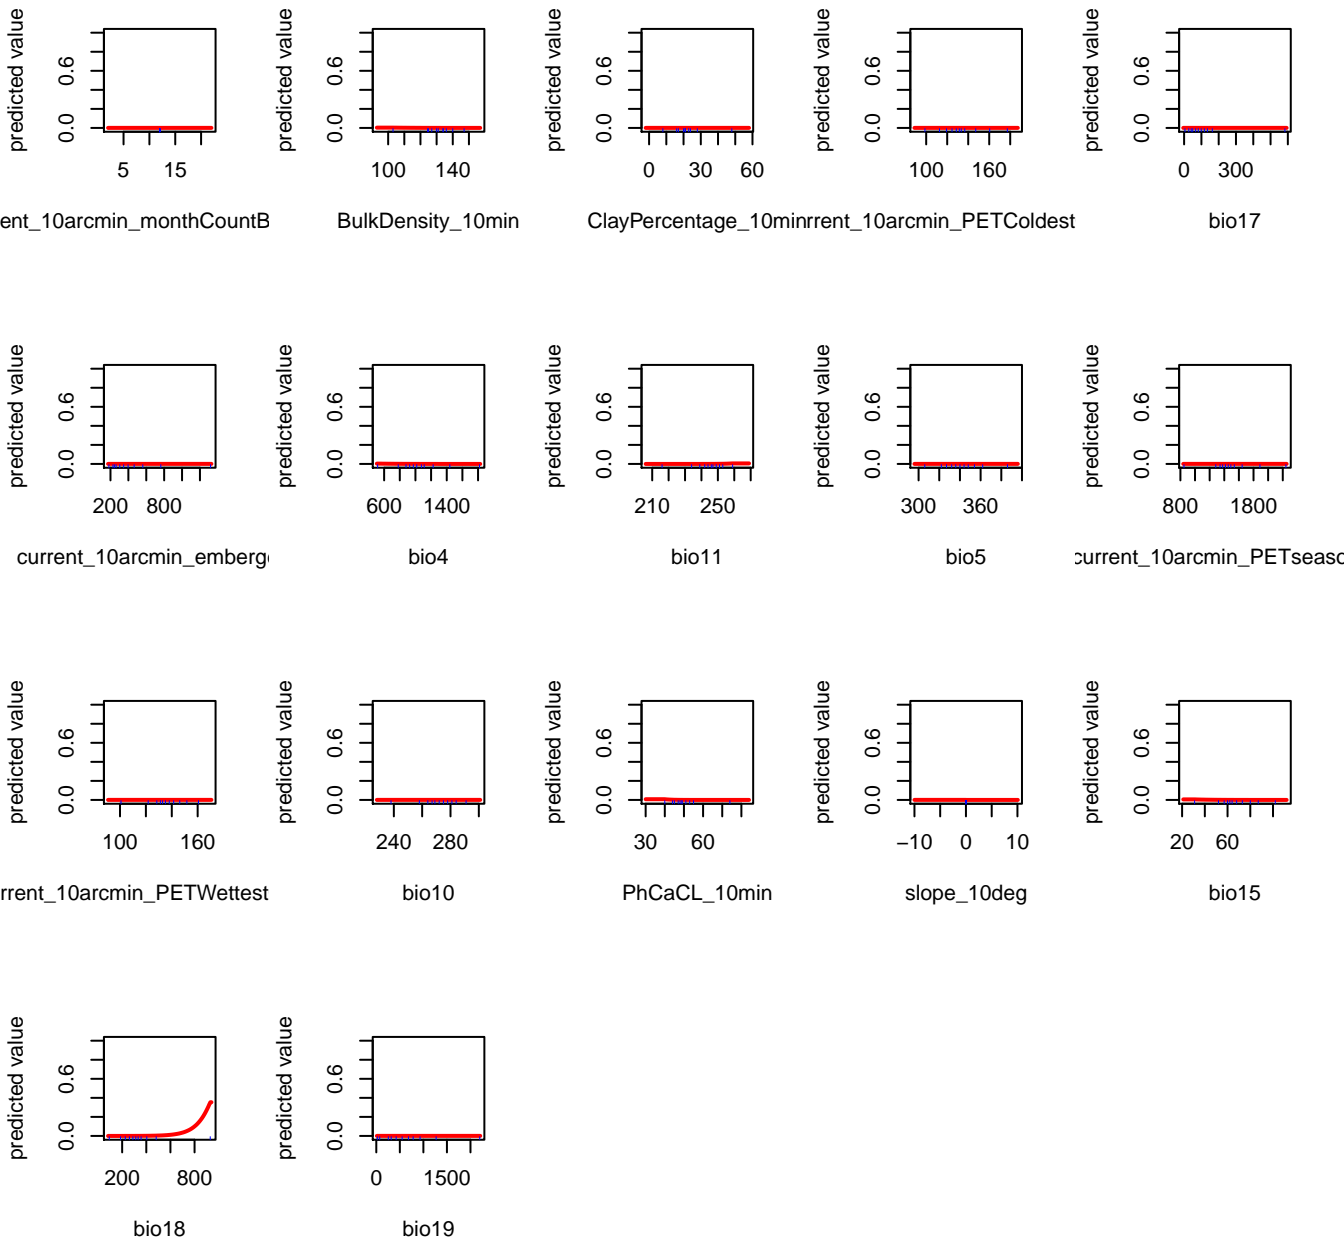 predicted value
0.0 0.6
5 15
ent_10arcmin_monthCountB
predicted value
0.0 0.6
100 140
BulkDensity_10min
predicted value
0.0 0.6
0 30 60
ClayPercentage_10min
predicted value
0.0 0.6
100 160
rrent_10arcmin_PETColdest
predicted value
0.0 0.6
0 300
bio17
predicted value
0.0 0.6
200 800
current_10arcmin_emberge
predicted value
0.0 0.6
600 1400
bio4
predicted value
0.0 0.6
210 250
bio11
predicted value
0.0 0.6
300 360
bio5
predicted value
0.0 0.6
800 1800
current_10arcmin_PETseaso
predicted value
0.0 0.6
100 160
rrent_10arcmin_PETWettest
predicted value
0.0 0.6
240 280
bio10
predicted value
0.0 0.6
30 60
PhCaCL_10min
predicted value
0.0 0.6
−10 0 10
slope_10deg
predicted value
0.0 0.6
20 60
bio15
predicted value
0.0 0.6
200 800
bio18
predicted value
0.0 0.6
0 1500
bio19